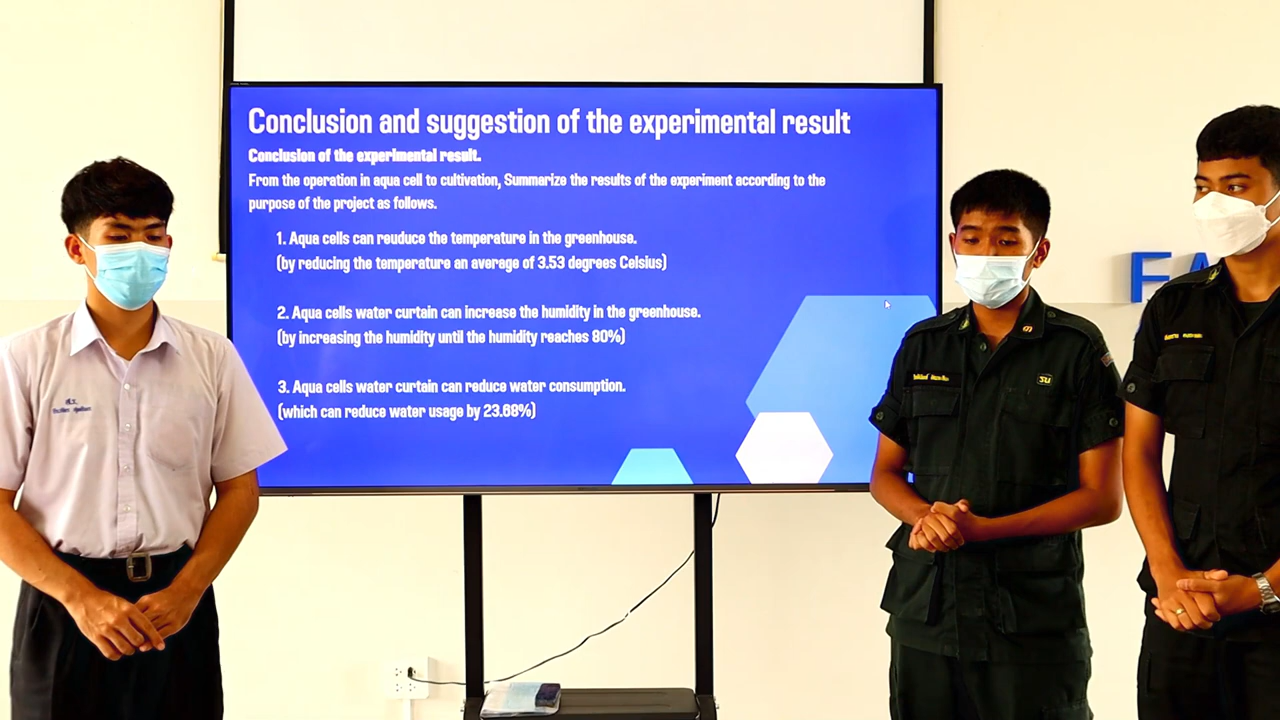 Conclusion and suggestion of the experimental result
Conclusion of the experimental result.
From the operation in aqua cell to cultivation, Summarize the results of the experiment according to the
purpose of the project as follows.
1. Aqua cells can reuduce the temperature in the greenhouse.
(by reducing the temperature an average of 3.53 degrees Celsius)
2. Aqua cells water curtain can increase the humidity in the greenhouse.
(by increasing the humidity until the humidity reaches 80%)
3. Aqua cells water curtain can reduce water consumption.
(which can reduce water usage by 23.68%)